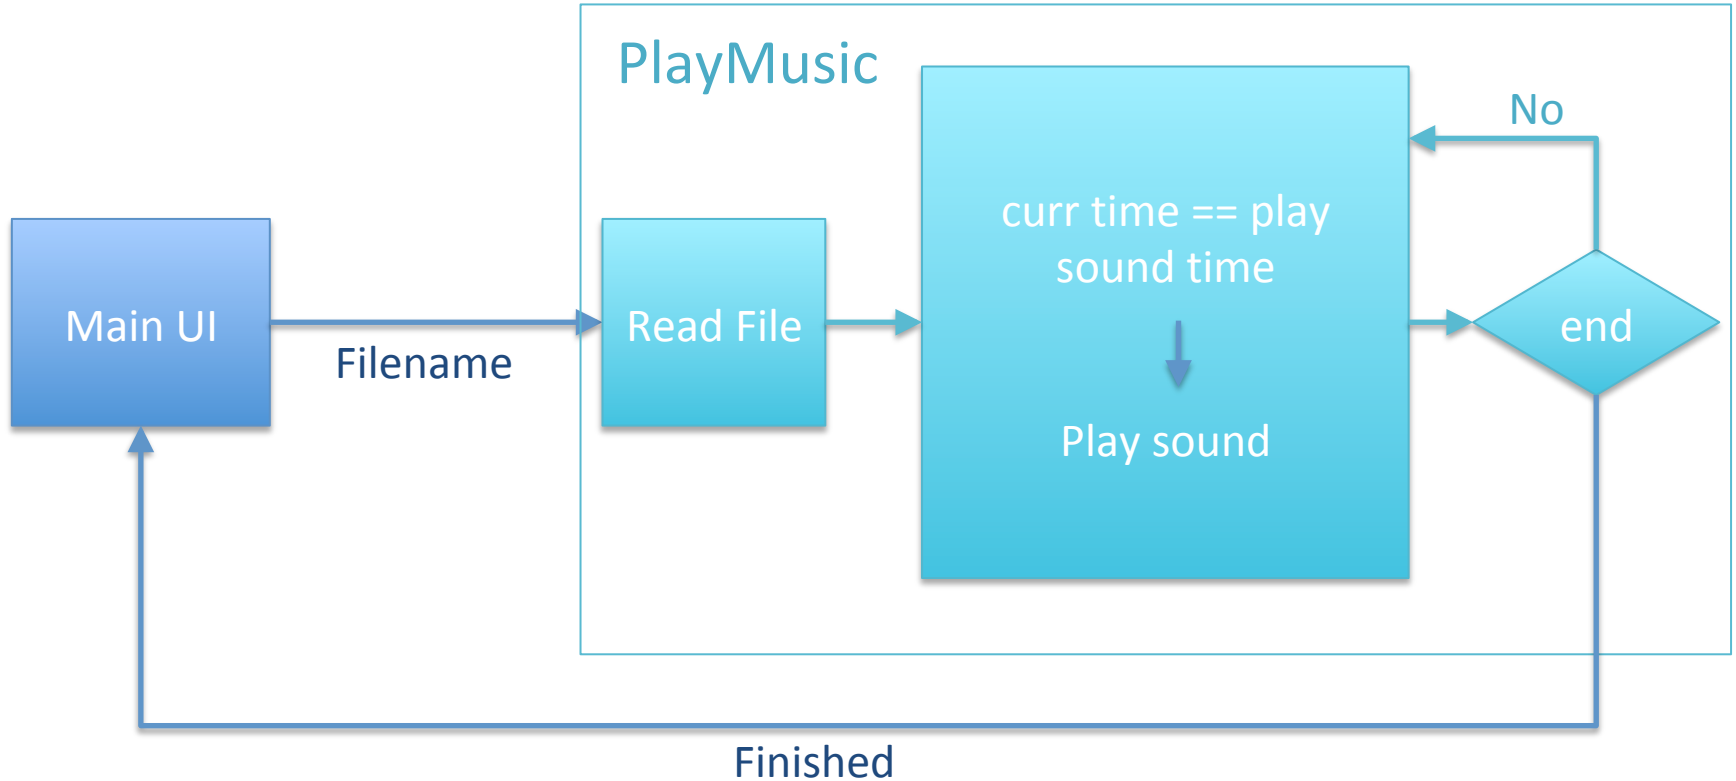 PlayMusic
No
curr time == play
sound time
Main UI
Read File
end
Filename
Play sound
Finished